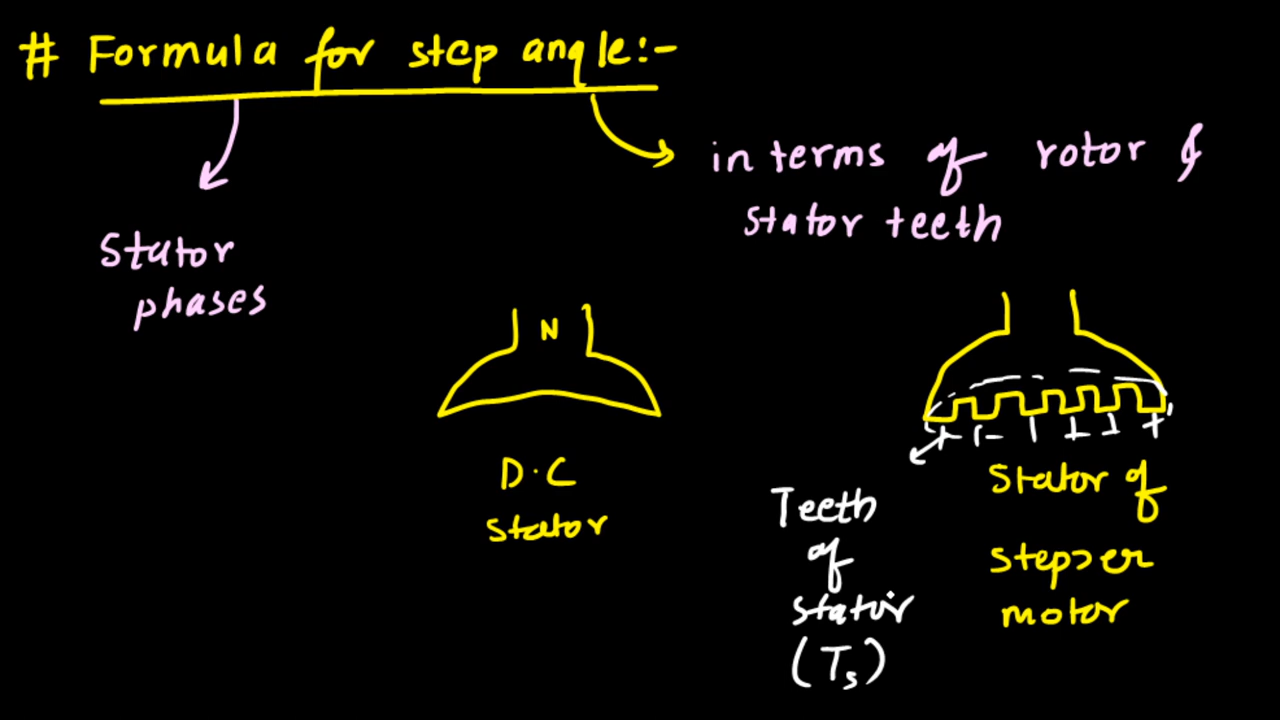 # Formula for step angle:-
in terms of rotor &
stator teeth
Stator
phases
N
D.C
stator
Teeth
of
stator
(Ts)
Stator of
stepper
motor